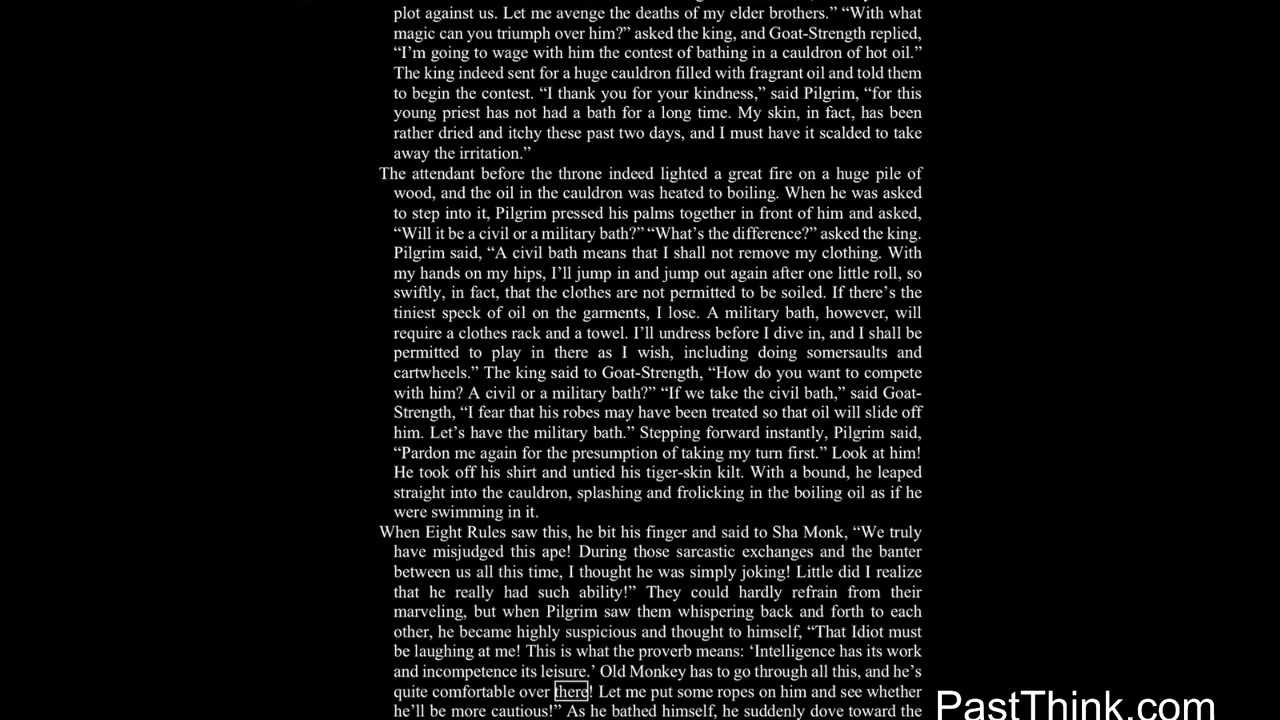 plot against us. Let me avenge the deaths of my elder brothers.” “With what
magic can you triumph over him?” asked the king, and Goat-Strength replied,
“I’m going to wage with him the contest of bathing in a cauldron of hot oil.”
The king indeed sent for a huge cauldron filled with fragrant oil and told them
to begin the contest. “I thank you for your kindness,” said Pilgrim, “for this
young priest has not had a bath for a long time. My skin, in fact, has been
rather dried and itchy these past two days, and I must have it scalded to take
away the irritation.”
The attendant before the throne indeed lighted a great fire on a huge pile of
wood, and the oil in the cauldron was heated to boiling. When he was asked
to step into it, Pilgrim pressed his palms together in front of him and asked,
“Will it be a civil or a military bath?” “What’s the difference?” asked the king.
Pilgrim said, “A civil bath means that I shall not remove my clothing. With
my hands on my hips, I’ll jump in and jump out again after one little roll, so
swiftly, in fact, that the clothes are not permitted to be soiled. If there’s the
tiniest speck of oil on the garments, I lose. A military bath, however, will
require a clothes rack and a towel. I’ll undress before I dive in, and I shall be
permitted to play in there as I wish, including doing somersaults and
cartwheels.” The king said to Goat-Strength, “How do you want to compete
with him? A civil or a military bath?” “If we take the civil bath,” said Goat-
Strength, “I fear that his robes may have been treated so that oil will slide off
him. Let’s have the military bath.” Stepping forward instantly, Pilgrim said,
“Pardon me again for the presumption of taking my turn first.” Look at him!
He took off his shirt and untied his tiger-skin kilt. With a bound, he leaped
straight into the cauldron, splashing and frolicking in the boiling oil as if he
were swimming in it.
When Eight Rules saw this, he bit his finger and said to Sha Monk, “We truly
have misjudged this ape! During those sarcastic exchanges and the banter
between us all this time, I thought he was simply joking! Little did I realize
that he really had such ability!” They could hardly refrain from their
marveling, but when Pilgrim saw them whispering back and forth to each
other, he became highly suspicious and thought to himself, “That Idiot must
be laughing at me! This is what the proverb means: ‘Intelligence has its work
and incompetence its leisure.’ Old Monkey has to go through all this, and he’s
quite comfortable over there! Let me put some ropes on him and see whether
he’ll be more cautious!” As he bathed himself, he suddenly dove toward the
PastThink.com